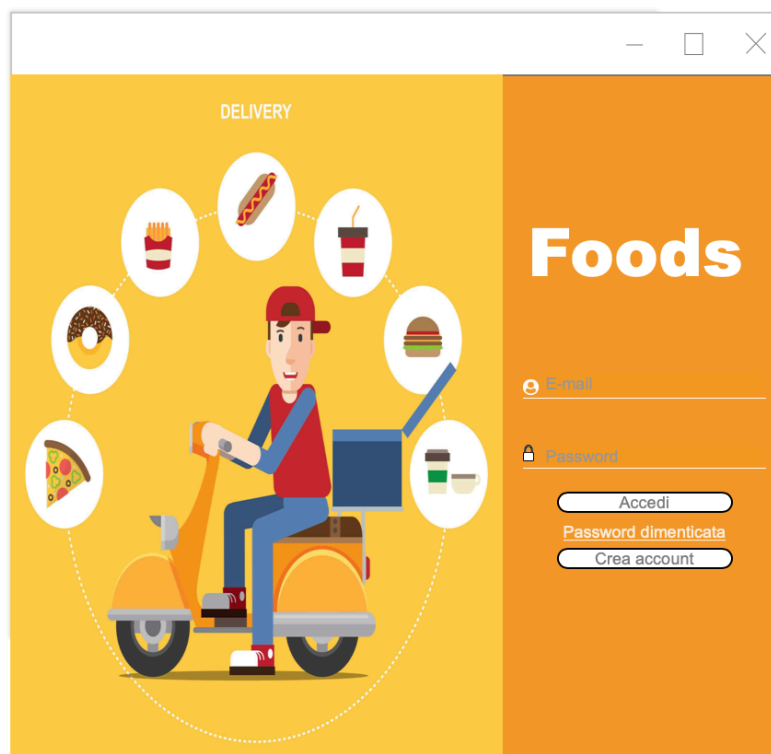 DELIVERY
Foods
E-mail
Password
Accedi
Password dimenticata
Crea account